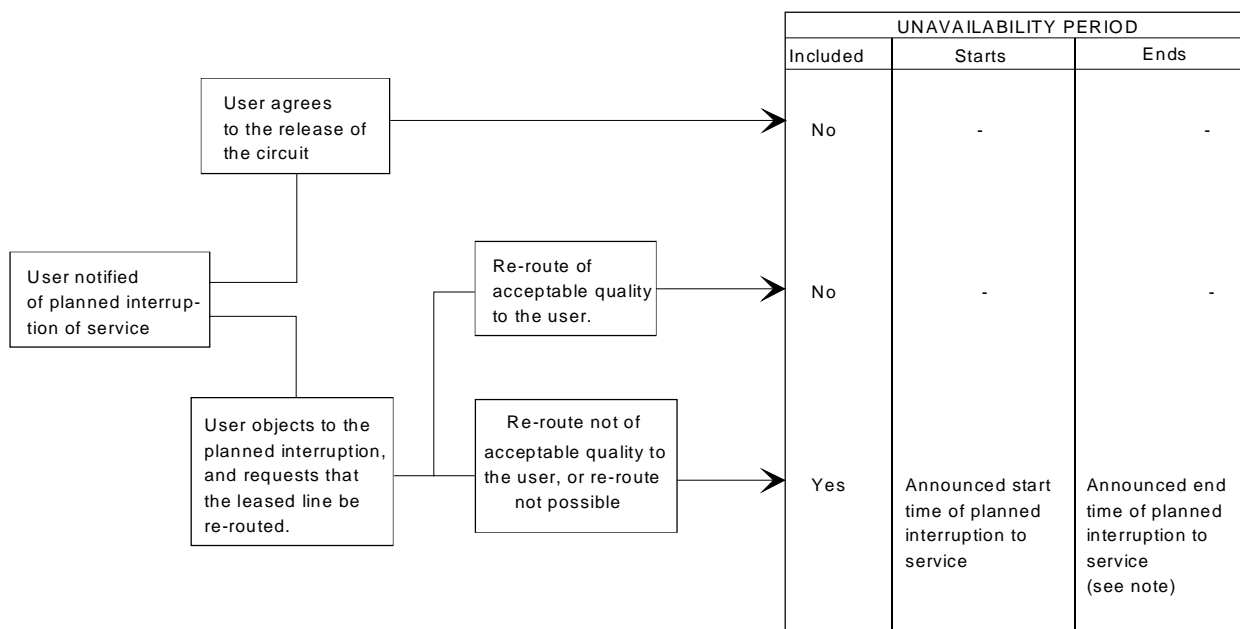 UNAVAILABILITY PERIOD
Included
Starts
Ends
User agrees
to the release of
the circuit
No
-
-
User notified
of planned interrup-
tion of service
Re-route of
acceptable quality
to the user.
No
-
-
User objects to the
planned interruption,
and requests that
the leased line be
re-routed.
Re-route not of
acceptable quality to
the user, or re-route
not possible
Yes
Announced start
time of planned
interruption to
service
Announced end
time of planned
interruption to
service
(see note)